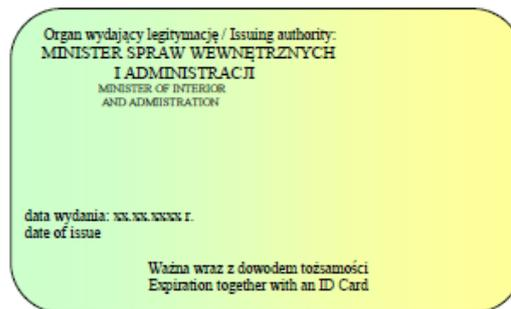 Organ wydający legitymację / Issuing authority:
MINISTER SPRAW WEWNĘTRZNYCH
I ADMINISTRACJI
MINISTER OF INTERIOR
AND ADMIISTRATION
data wydania: xx.xx.xxxx r.
date of issue
Ważna wraz z dowodem tożsamości
Expiration together with an ID Card